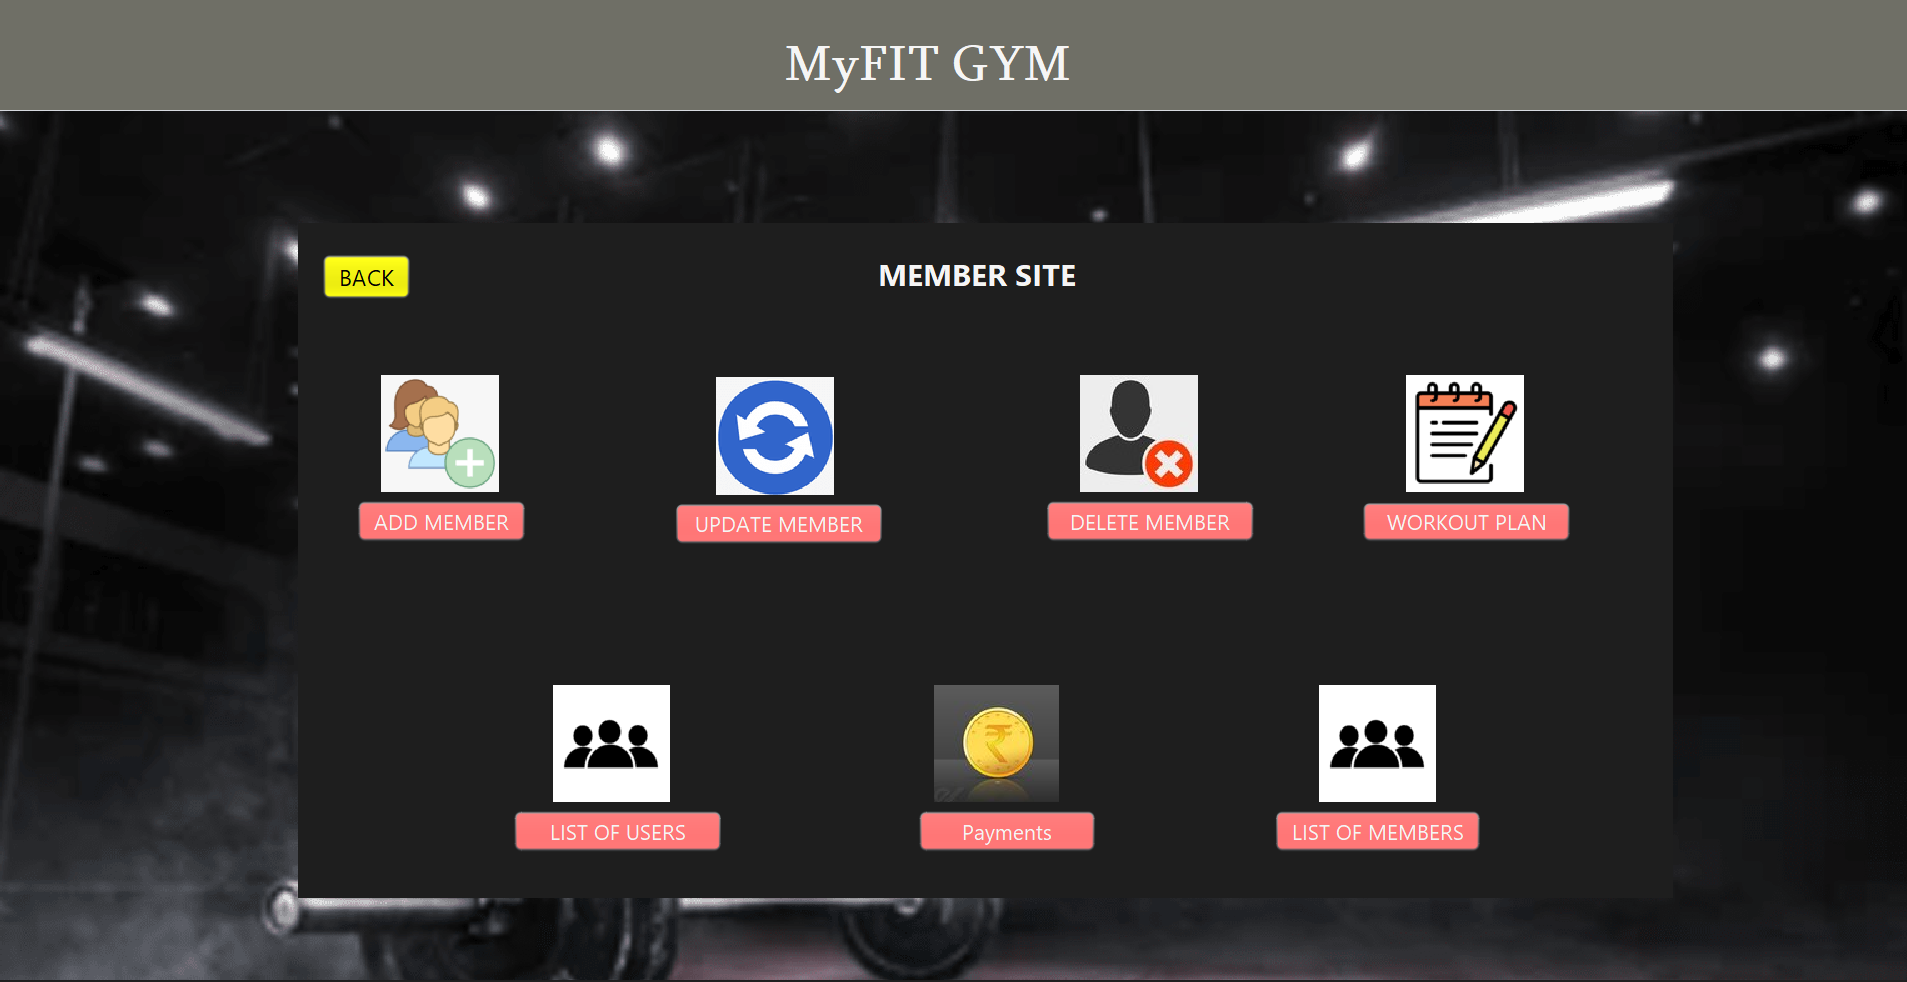 MyFIT GYM
BACK
MEMBER SITE
ADD MEMBER
UPDATE MEMBER
DELETE MEMBER
WORKOUT PLAN
LIST OF USERS
Payments
LIST OF MEMBERS